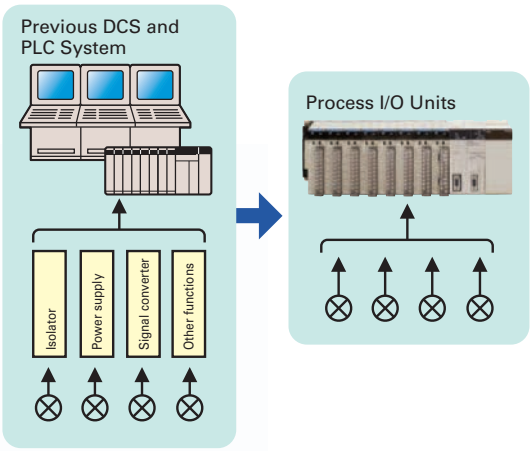 Previous DCS and
PLC System
Isolator
Power supply
Signal converter
Other functions
Process I/O Units